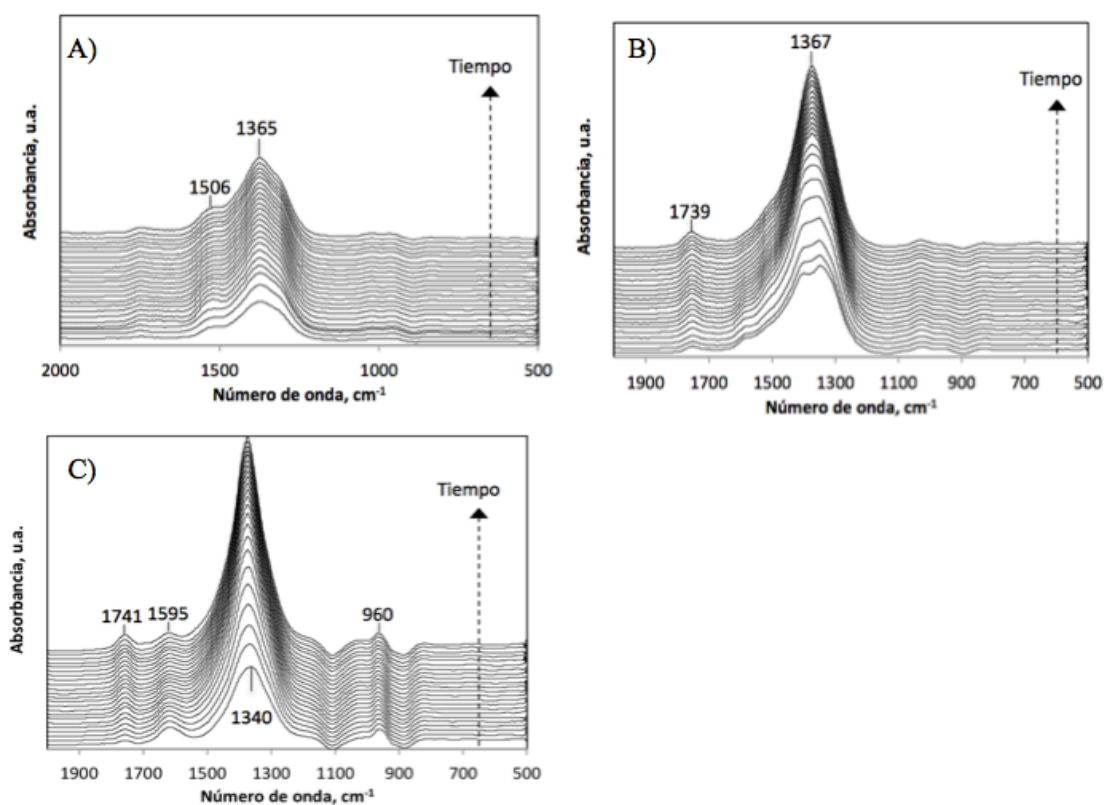 A)
Tiempo
1365
1506
Absorbancia, u.a.
2000 1500 1000 500
Número de onda, cm-1
B)
1367
Tiempo
1739
Absorbancia, u.a.
1900 1700 1500 1300 1100 900 700 500
Número de onda, cm-1
C)
Tiempo
1741 1595 960
1340
Absorbancia, u.a.
1900 1700 1500 1300 1100 900 700 500
Número de onda, cm-1